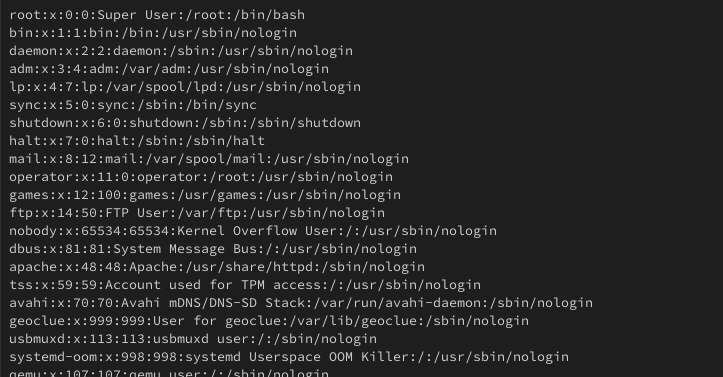 root:x:0:0:Super User:/root:/bin/bash
bin:x:1:1:bin:/bin:/usr/sbin/nologin
daemon:x:2:2:daemon:/sbin:/usr/sbin/nologin
adm:x:3:4:adm:/var/adm:/usr/sbin/nologin
lp:x:4:7:lp:/var/spool/lpd:/usr/sbin/nologin
sync:x:5:0:sync:/sbin:/bin/sync
shutdown:x:6:0:shutdown:/sbin:/sbin/shutdown
halt:x:7:0:halt:/sbin:/sbin/halt
mail:x:8:12:mail:/var/spool/mail:/usr/sbin/nologin
operator:x:11:0:operator:/root:/usr/sbin/nologin
games:x:12:100:games:/usr/games:/usr/sbin/nologin
ftp:x:14:50:FTP User:/var/ftp:/usr/sbin/nologin
nobody:x:65534:65534:Kernel Overflow User:/:/usr/sbin/nologin
dbus:x:81:81:System Message Bus:/:/usr/sbin/nologin
apache:x:48:48:Apache:/usr/share/httpd:/sbin/nologin
tss:x:59:59:Account used for TPM access:/:/usr/sbin/nologin
avahi:x:70:70:Avahi mDNS/DNS-SD Stack:/var/run/avahi-daemon:/sbin/nologin
geoclue:x:999:999:User for geoclue:/var/lib/geoclue:/sbin/nologin
usbmuxd:x:113:113:usbmuxd user:/:/sbin/nologin
systemd-oom:x:998:998:systemd Userspace OOM Killer:/:/usr/sbin/nologin
qemu:x:107:107:qemu user:/:/sbin/nologin